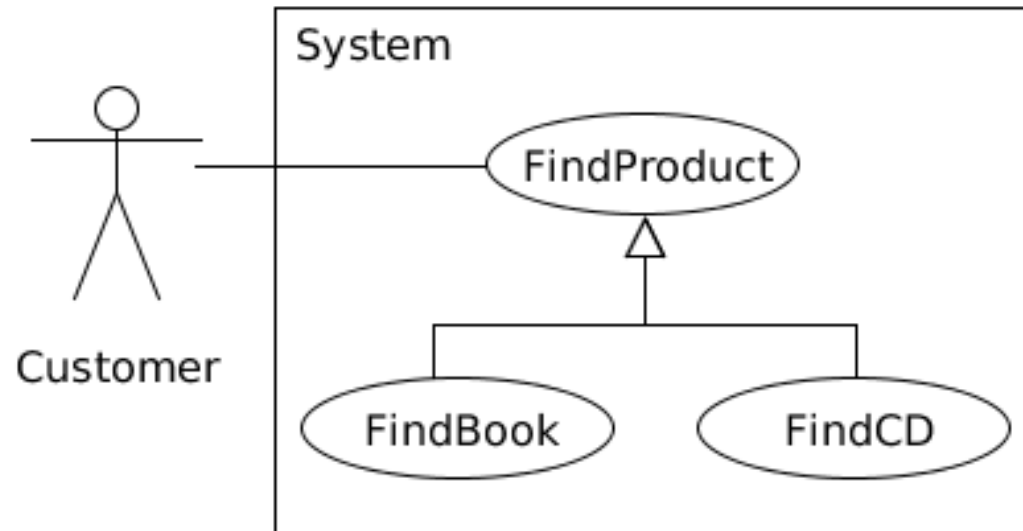 System
FindProduct
Customer
FindBook
FindCD